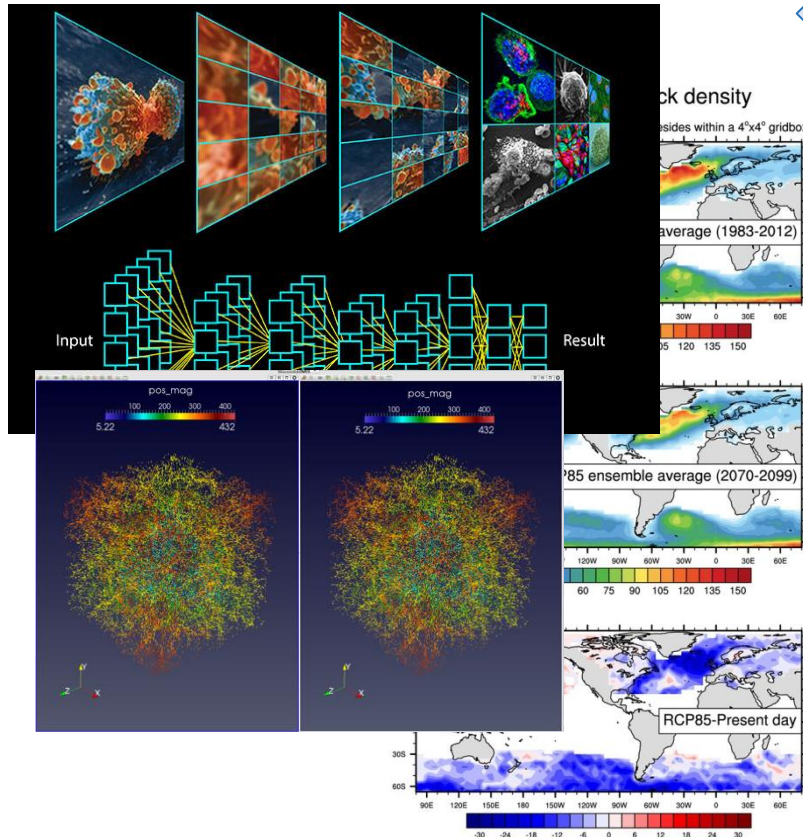 ck density
esides within a 4°x4° gridbo
average (1983-2012)
Input
Result
30W 0E 30E 60E
05 120 135 150
pos_mag
100 200 300 400
5.22 432
pos_mag
100 200 300 400
5.22 432
P85 ensemble average (2070-2099)
120W 90W 60W 30W 0E 30E 60E
60 75 90 105 120 135 150
Y
Z X
Y
Z X
RCP85-Present day
30S
60S
90E 120E 150E 180E 150W 120W 90W 60W 30W 0E 30E 60E
-30 -24 -18 -12 -6 0 6 12 18 24 30